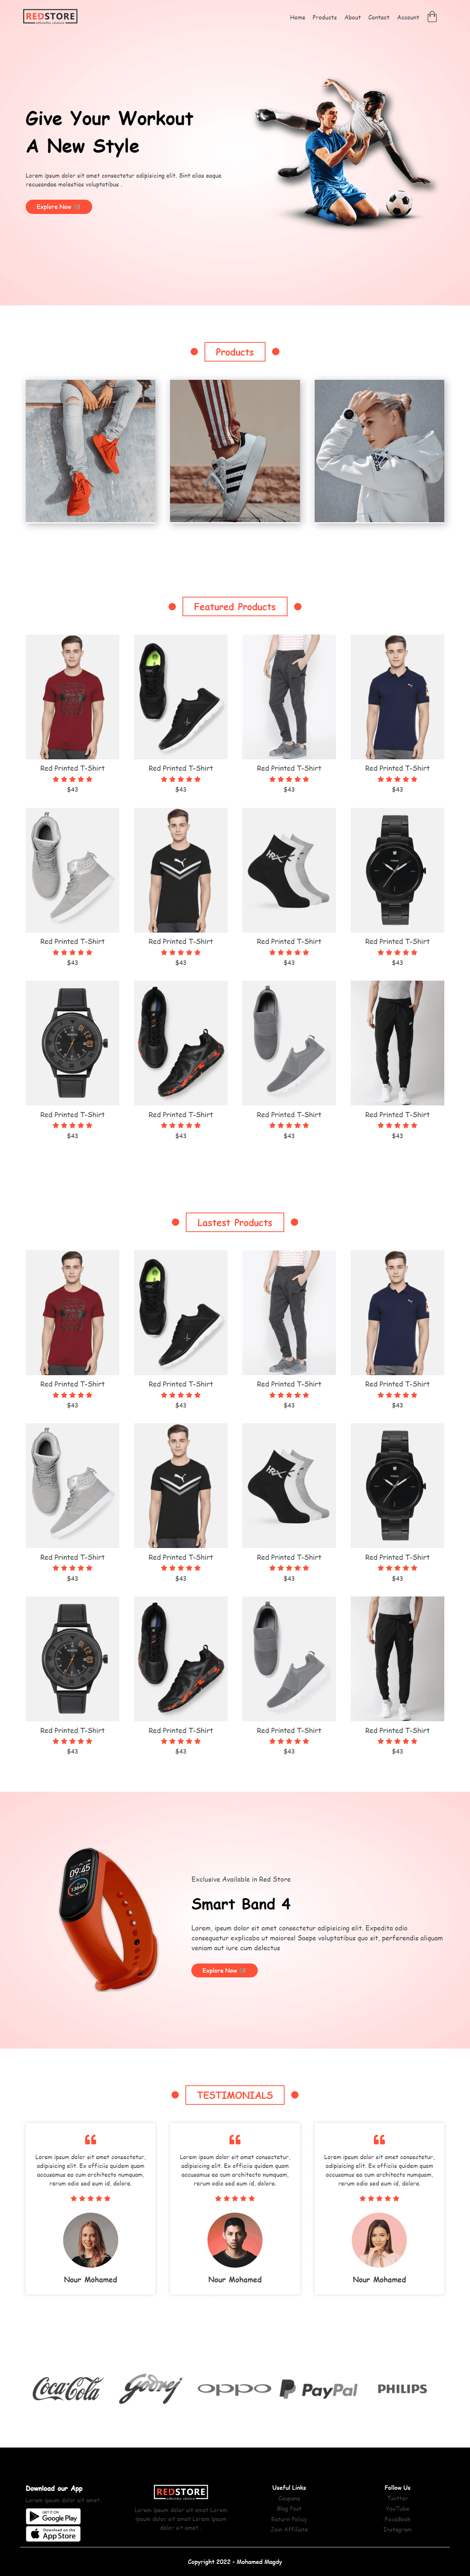 REDSTORE
Home Products About Contact Account
Give Your Workout
A New Style
Lorem ipsum dolor sit amet consectetur adipisicing elit. Sint alias eaque
recusandae molestias voluptatibus .
Explore Now
Products
Featured Products
Red Printed T-Shirt Red Printed T-Shirt Red Printed T-Shirt Red Printed T-Shirt
$43 $43 $43 $43
HRX
Red Printed T-Shirt Red Printed T-Shirt Red Printed T-Shirt Red Printed T-Shirt
$43 $43 $43 $43
Red Printed T-Shirt Red Printed T-Shirt Red Printed T-Shirt Red Printed T-Shirt
$43 $43 $43 $43
Lastest Products
Red Printed T-Shirt Red Printed T-Shirt Red Printed T-Shirt Red Printed T-Shirt
$43 $43 $43 $43
HRX
Red Printed T-Shirt Red Printed T-Shirt Red Printed T-Shirt Red Printed T-Shirt
$43 $43 $43 $43
Red Printed T-Shirt Red Printed T-Shirt Red Printed T-Shirt Red Printed T-Shirt
$43 $43 $43 $43
09:45
Exclusive Available in Red Store
Smart Band 4
Lorem, ipsum dolor sit amet consectetur adipisicing elit. Expedita odio
consequatur explicabo ut maiores! Saepe voluptatibus quo sit, perferendis aliquam
veniam aut iure cum delectus
Explore Now
TESTIMONIALS
Lorem ipsum dolor sit amet consectetur,
adipisicing elit. Ex officiis quidem quam
accusamus ea cum architecto numquam,
rerum odio sed eum id, dolore.
Nour Mohamed
Lorem ipsum dolor sit amet consectetur,
adipisicing elit. Ex officiis quidem quam
accusamus ea cum architecto numquam,
rerum odio sed eum id, dolore.
Nour Mohamed
Lorem ipsum dolor sit amet consectetur,
adipisicing elit. Ex officiis quidem quam
accusamus ea cum architecto numquam,
rerum odio sed eum id, dolore.
Nour Mohamed
Coca-Cola Godrej oppo PayPal PHILIPS
Download our App
Lorem ipsum dolor sit amet.
GET IT ON
Google Play
Download on the
App Store
REDSTORE
Lorem ipsum dolor sit amet Lorem
ipsum dolor sit amet Lorem ipsum
dolor sit amet .
Useful Links
Coupons
Blog Post
Return Policy
Join Affiliate
Follow Us
Twitter
YouTube
FaceBook
Instagram
Copyright 2022 - Mohamed Magdy